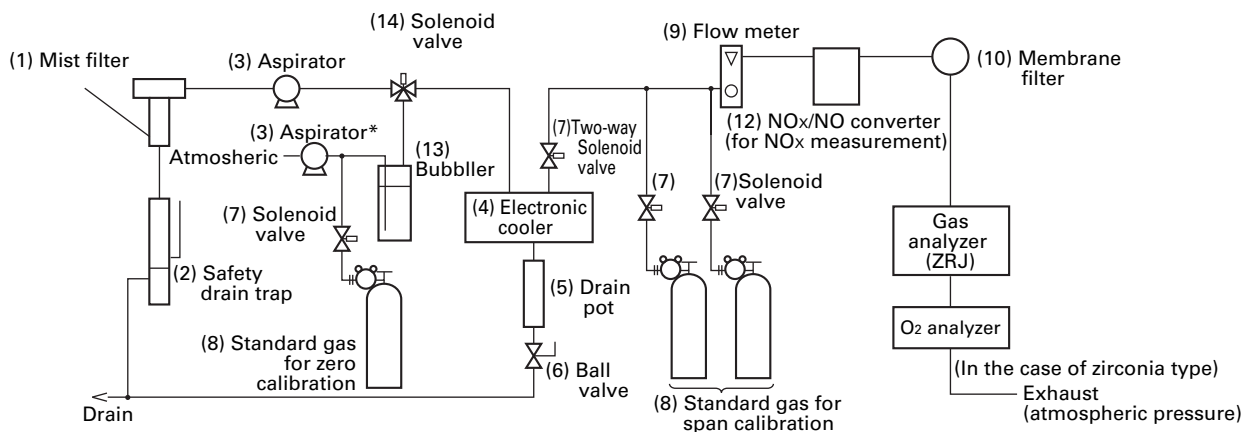 (14) Solenoid
valve
(9) Flow meter
(1) Mist filter
(3) Aspirator
(10) Membrane
filter
(3) Aspirator*
Atmosheric
(13)
Bubbller
(7)Two-way
Solenoid
valve
(12) NOx/NO converter
(for NOx measurement)
(7)
(7)Solenoid
valve
(7) Solenoid
valve
(4) Electronic
cooler
Gas
analyzer
(ZRJ)
(2) Safety
drain trap
(5) Drain
pot
O2 analyzer
(8) Standard gas
for zero
calibration
(6) Ball
valve
(In the case of zirconia type)
Exhaust
(atmospheric pressure)
Drain
(8) Standard gas for
span calibration